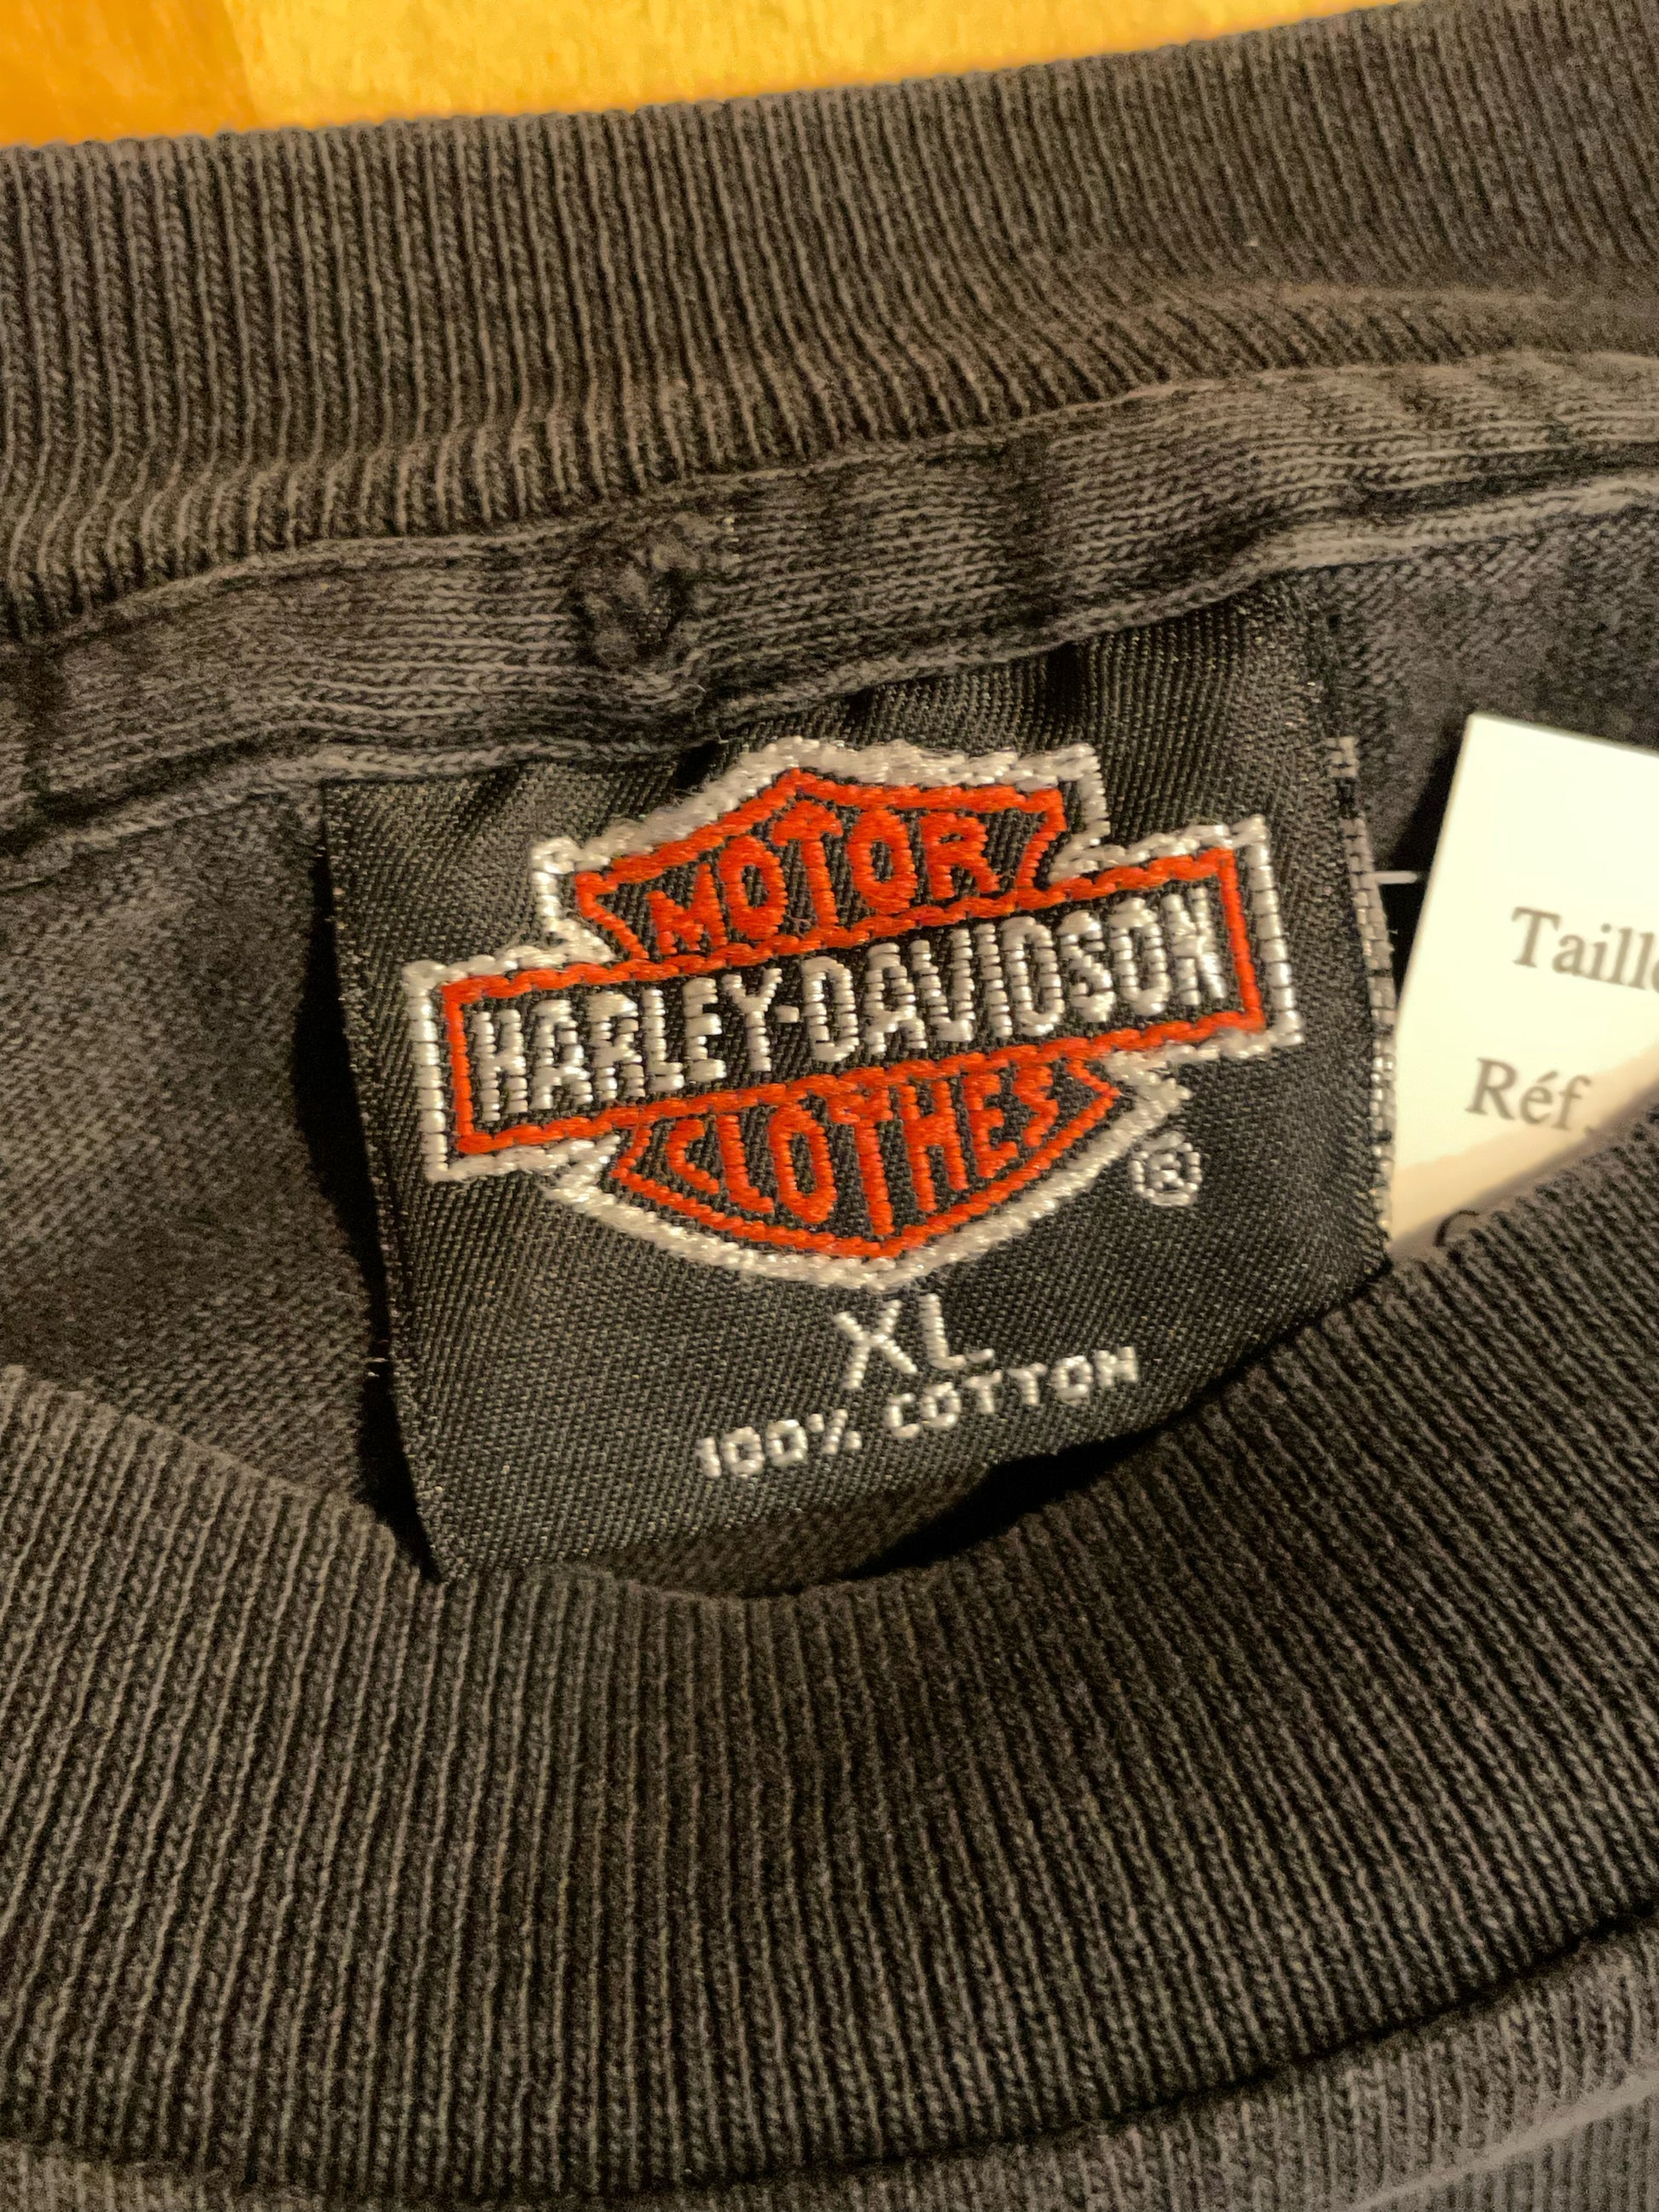 MOTOR
HARLEY-DAVIDSON
CLOTHES
®
XL
100% COTTON
Taille
Réf.